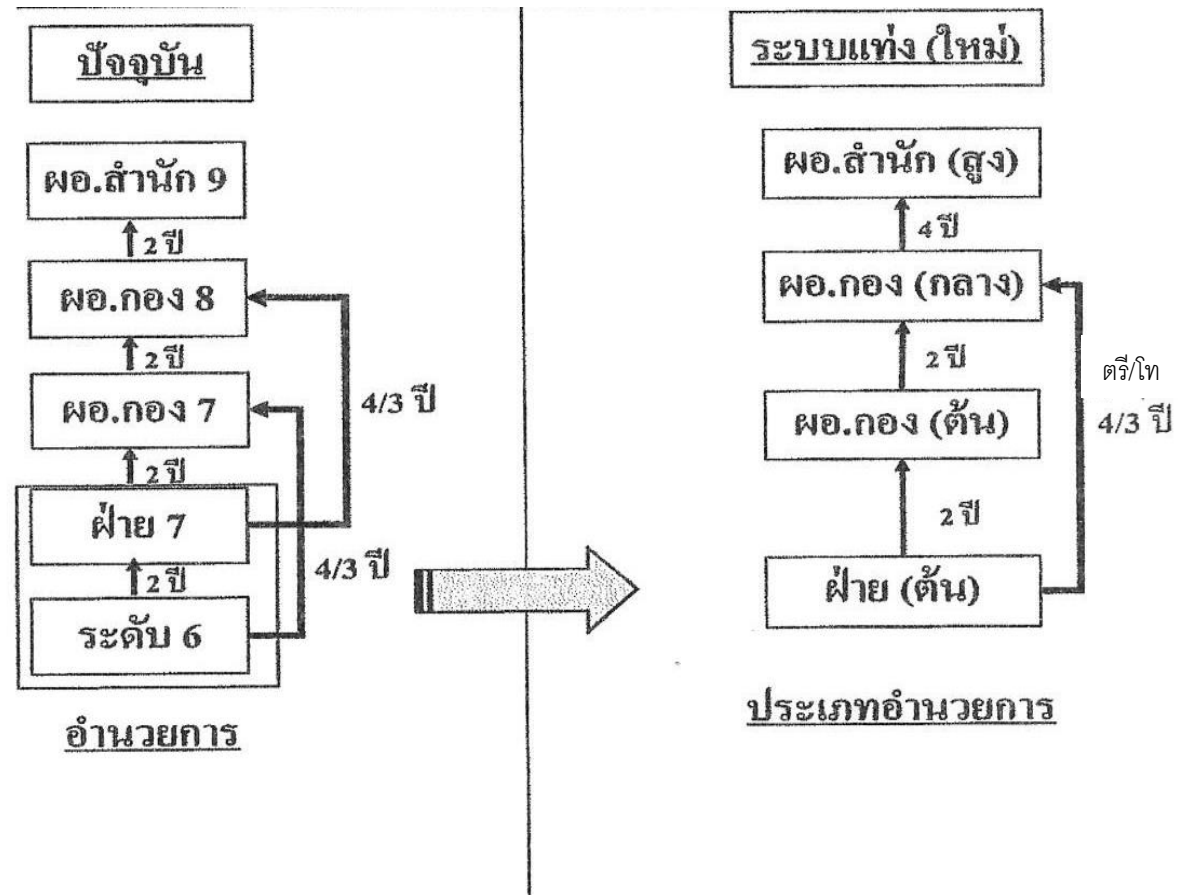 ปัจจุบัน
ผอ.สำนัก 9
2 ปี
ผอ.กอง 8
2 ปี
ผอ.กอง 7
4/3 ปี
2 ปี
ฝ่าย 7
2 ปี
4/3 ปี
ระดับ 6
อำนวยการ
ระบบแท่ง (ใหม่)
ผอ.สำนัก (สูง)
4 ปี
ผอ.กอง (กลาง)
2 ปี
ตรี/โท
4/3 ปี
ผอ.กอง (ต้น)
2 ปี
ฝ่าย (ต้น)
ประเภทอำนวยการ